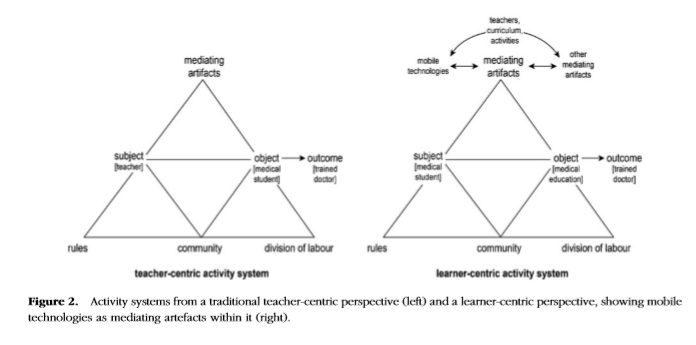 teachers,
curriculum,
activities
mediating
artifacts
mobile
technologies
mediating
artifacts
other
mediating
artifacts
subject
[teacher]
object
[medical
student]
outcome
[trained
doctor]
subject
[medical
student]
object
[medical
education]
outcome
[trained
doctor]
rules
community
division of labour
rules
community
division of labour
teacher-centric activity system
learner-centric activity system
Figure 2. Activity systems from a traditional teacher-centric perspective (left) and a learner-centric perspective, showing mobile
technologies as mediating artefacts within it (right).